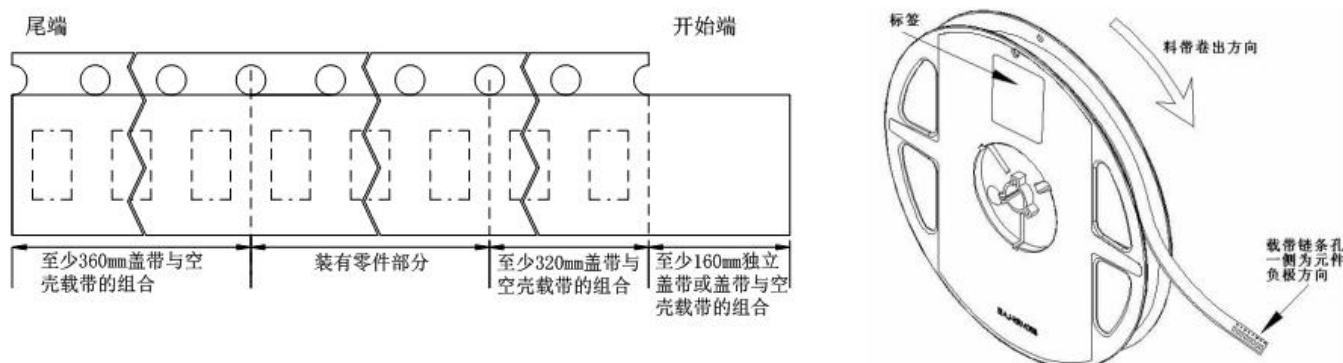 尾端
开始端
至少360mm盖带与空
壳载带的组合
装有零件部分
至少320mm盖带与
空壳载带的组合
至少160mm独立
盖带或盖带与空
壳载带的组合
标签
料带卷出方向
载带链条孔
一侧为元件
负极方向